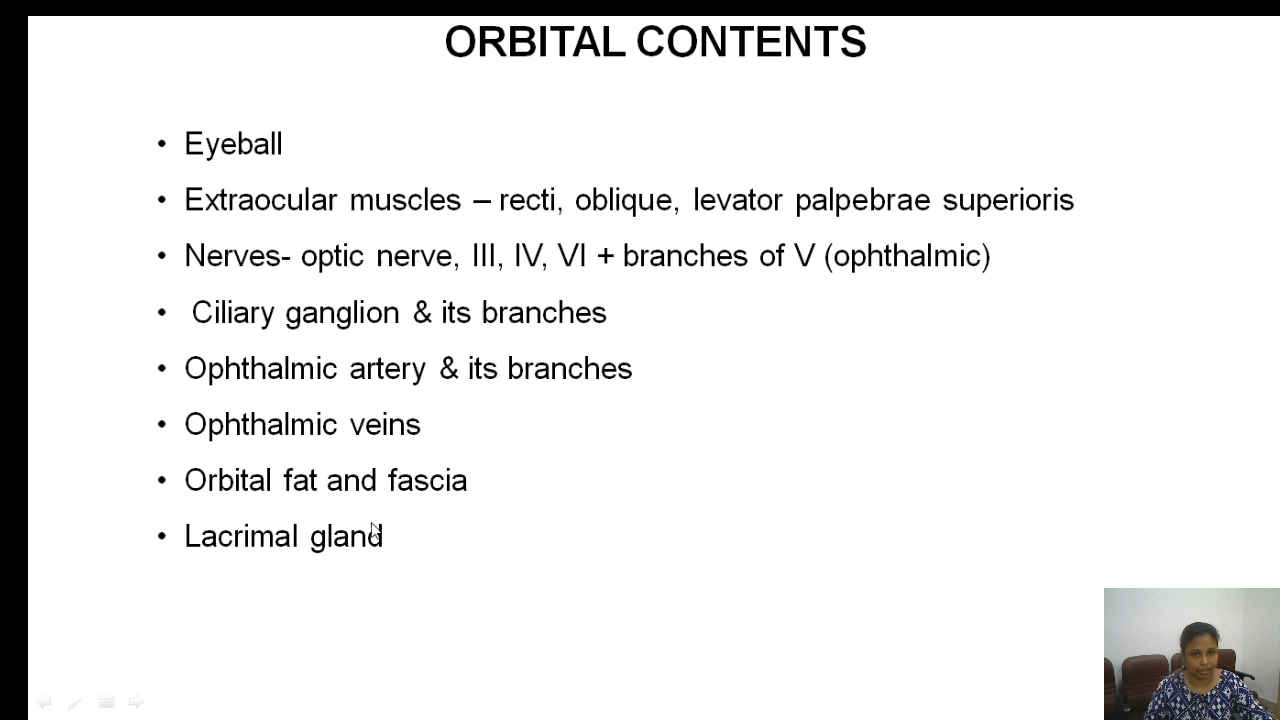 ORBITAL CONTENTS
• Eyeball
• Extraocular muscles – recti, oblique, levator palpebrae superioris
• Nerves- optic nerve, III, IV, VI + branches of V (ophthalmic)
• Ciliary ganglion & its branches
• Ophthalmic artery & its branches
• Ophthalmic veins
• Orbital fat and fascia
• Lacrimal gland